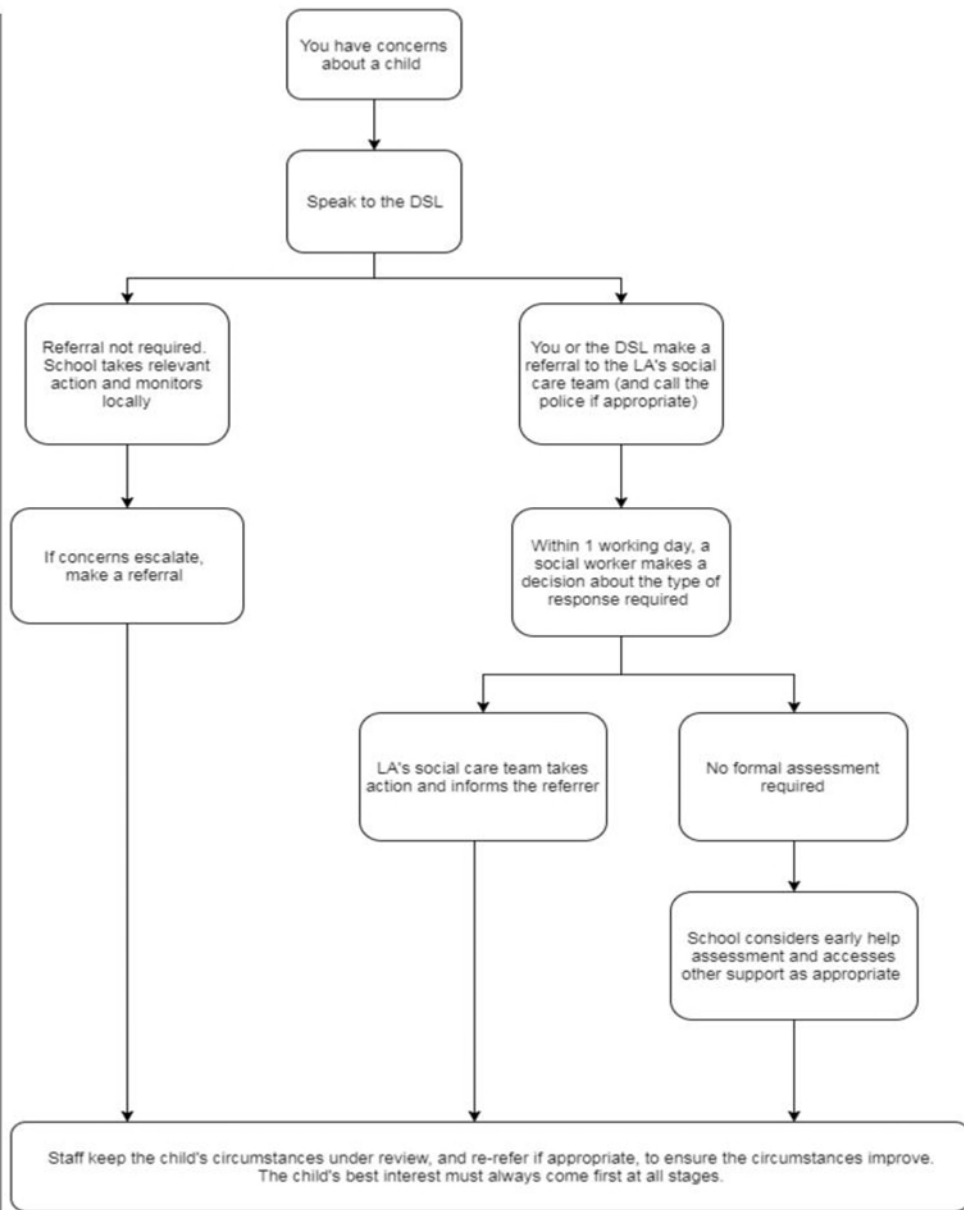 You have concerns
about a child
Speak to the DSL
Referral not required.
School takes relevant
action and monitors
locally
You or the DSL make a
referral to the LA's social
care team (and call the
police if appropriate)
If concerns escalate,
make a referral
Within 1 working day, a
social worker makes a
decision about the type of
response required
LA's social care team takes
action and informs the referrer
No formal assessment
required
School considers early help
assessment and accesses
other support as appropriate
Staff keep the child's circumstances under review, and re-refer if appropriate, to ensure the circumstances improve.
The child's best interest must always come first at all stages.